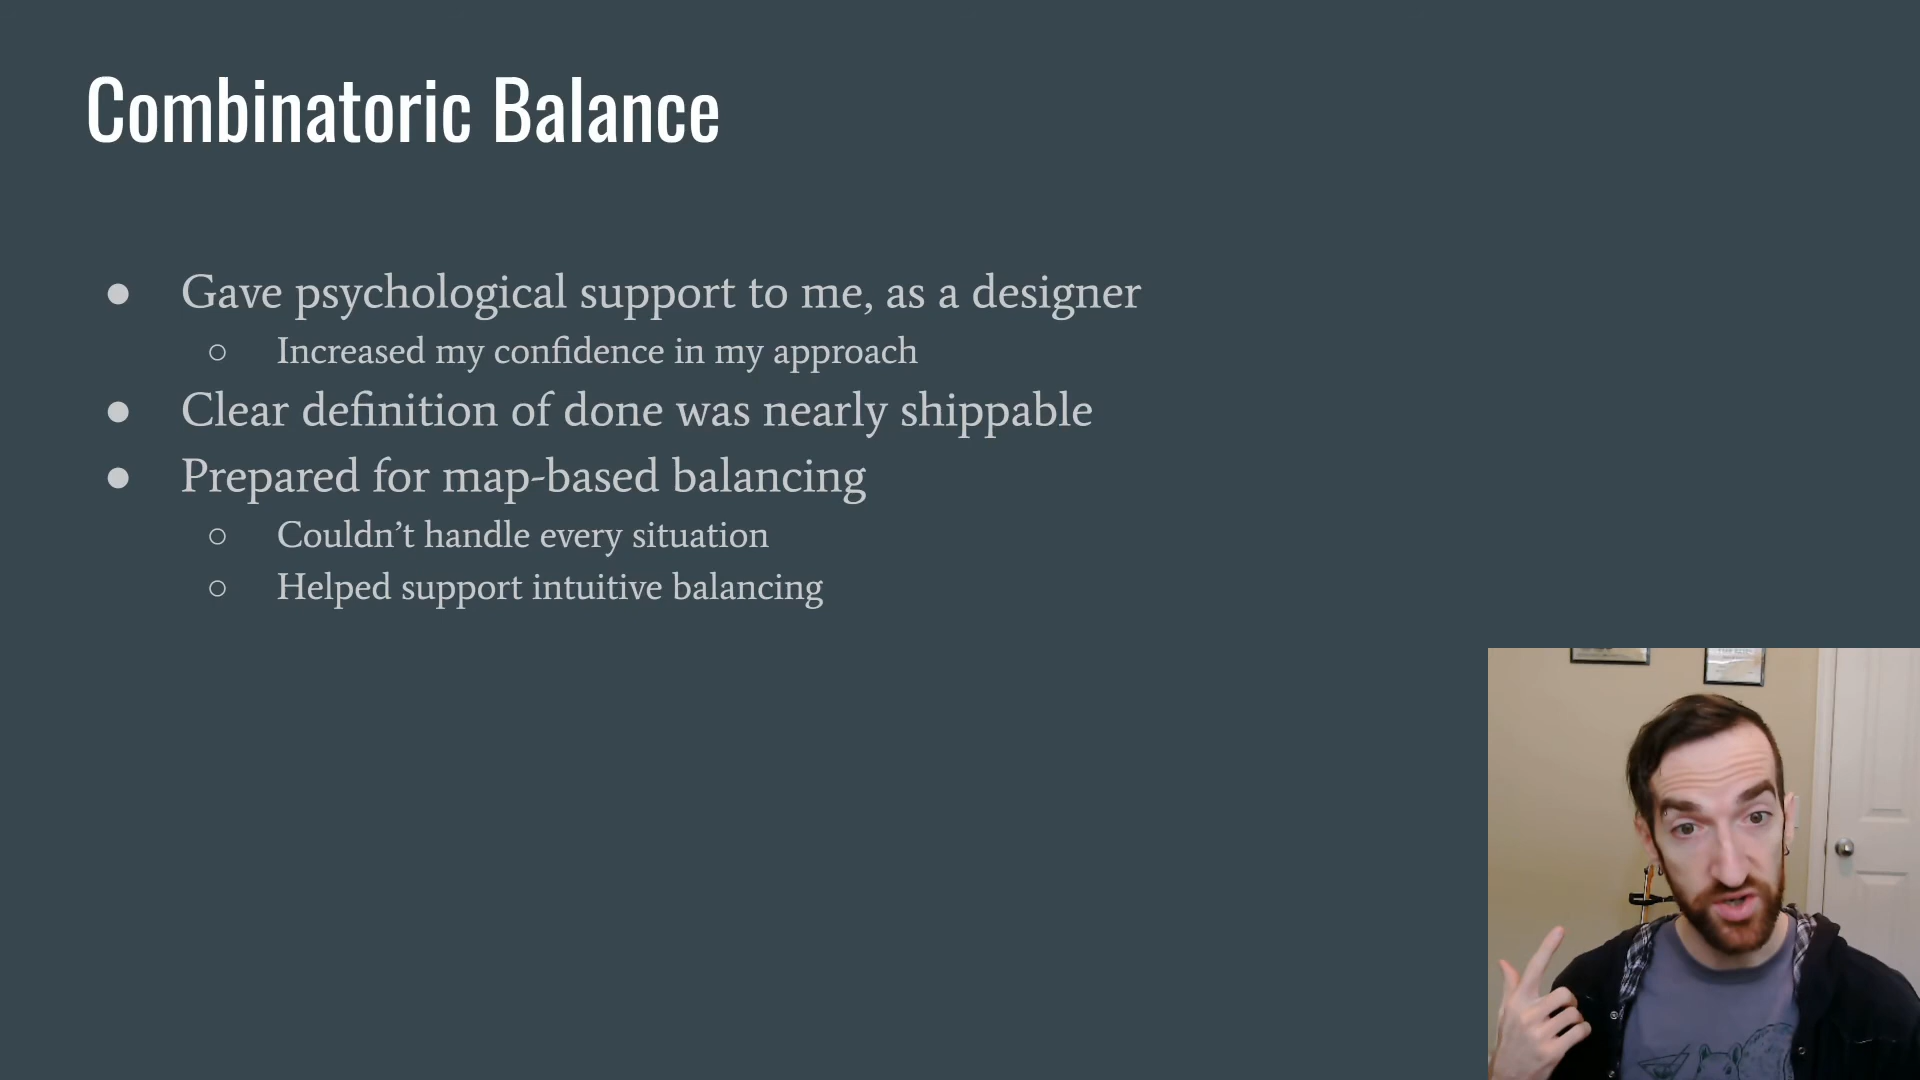 Combinatoric Balance
● Gave psychological support to me, as a designer
○ Increased my confidence in my approach
● Clear definition of done was nearly shippable
● Prepared for map-based balancing
○ Couldn’t handle every situation
○ Helped support intuitive balancing